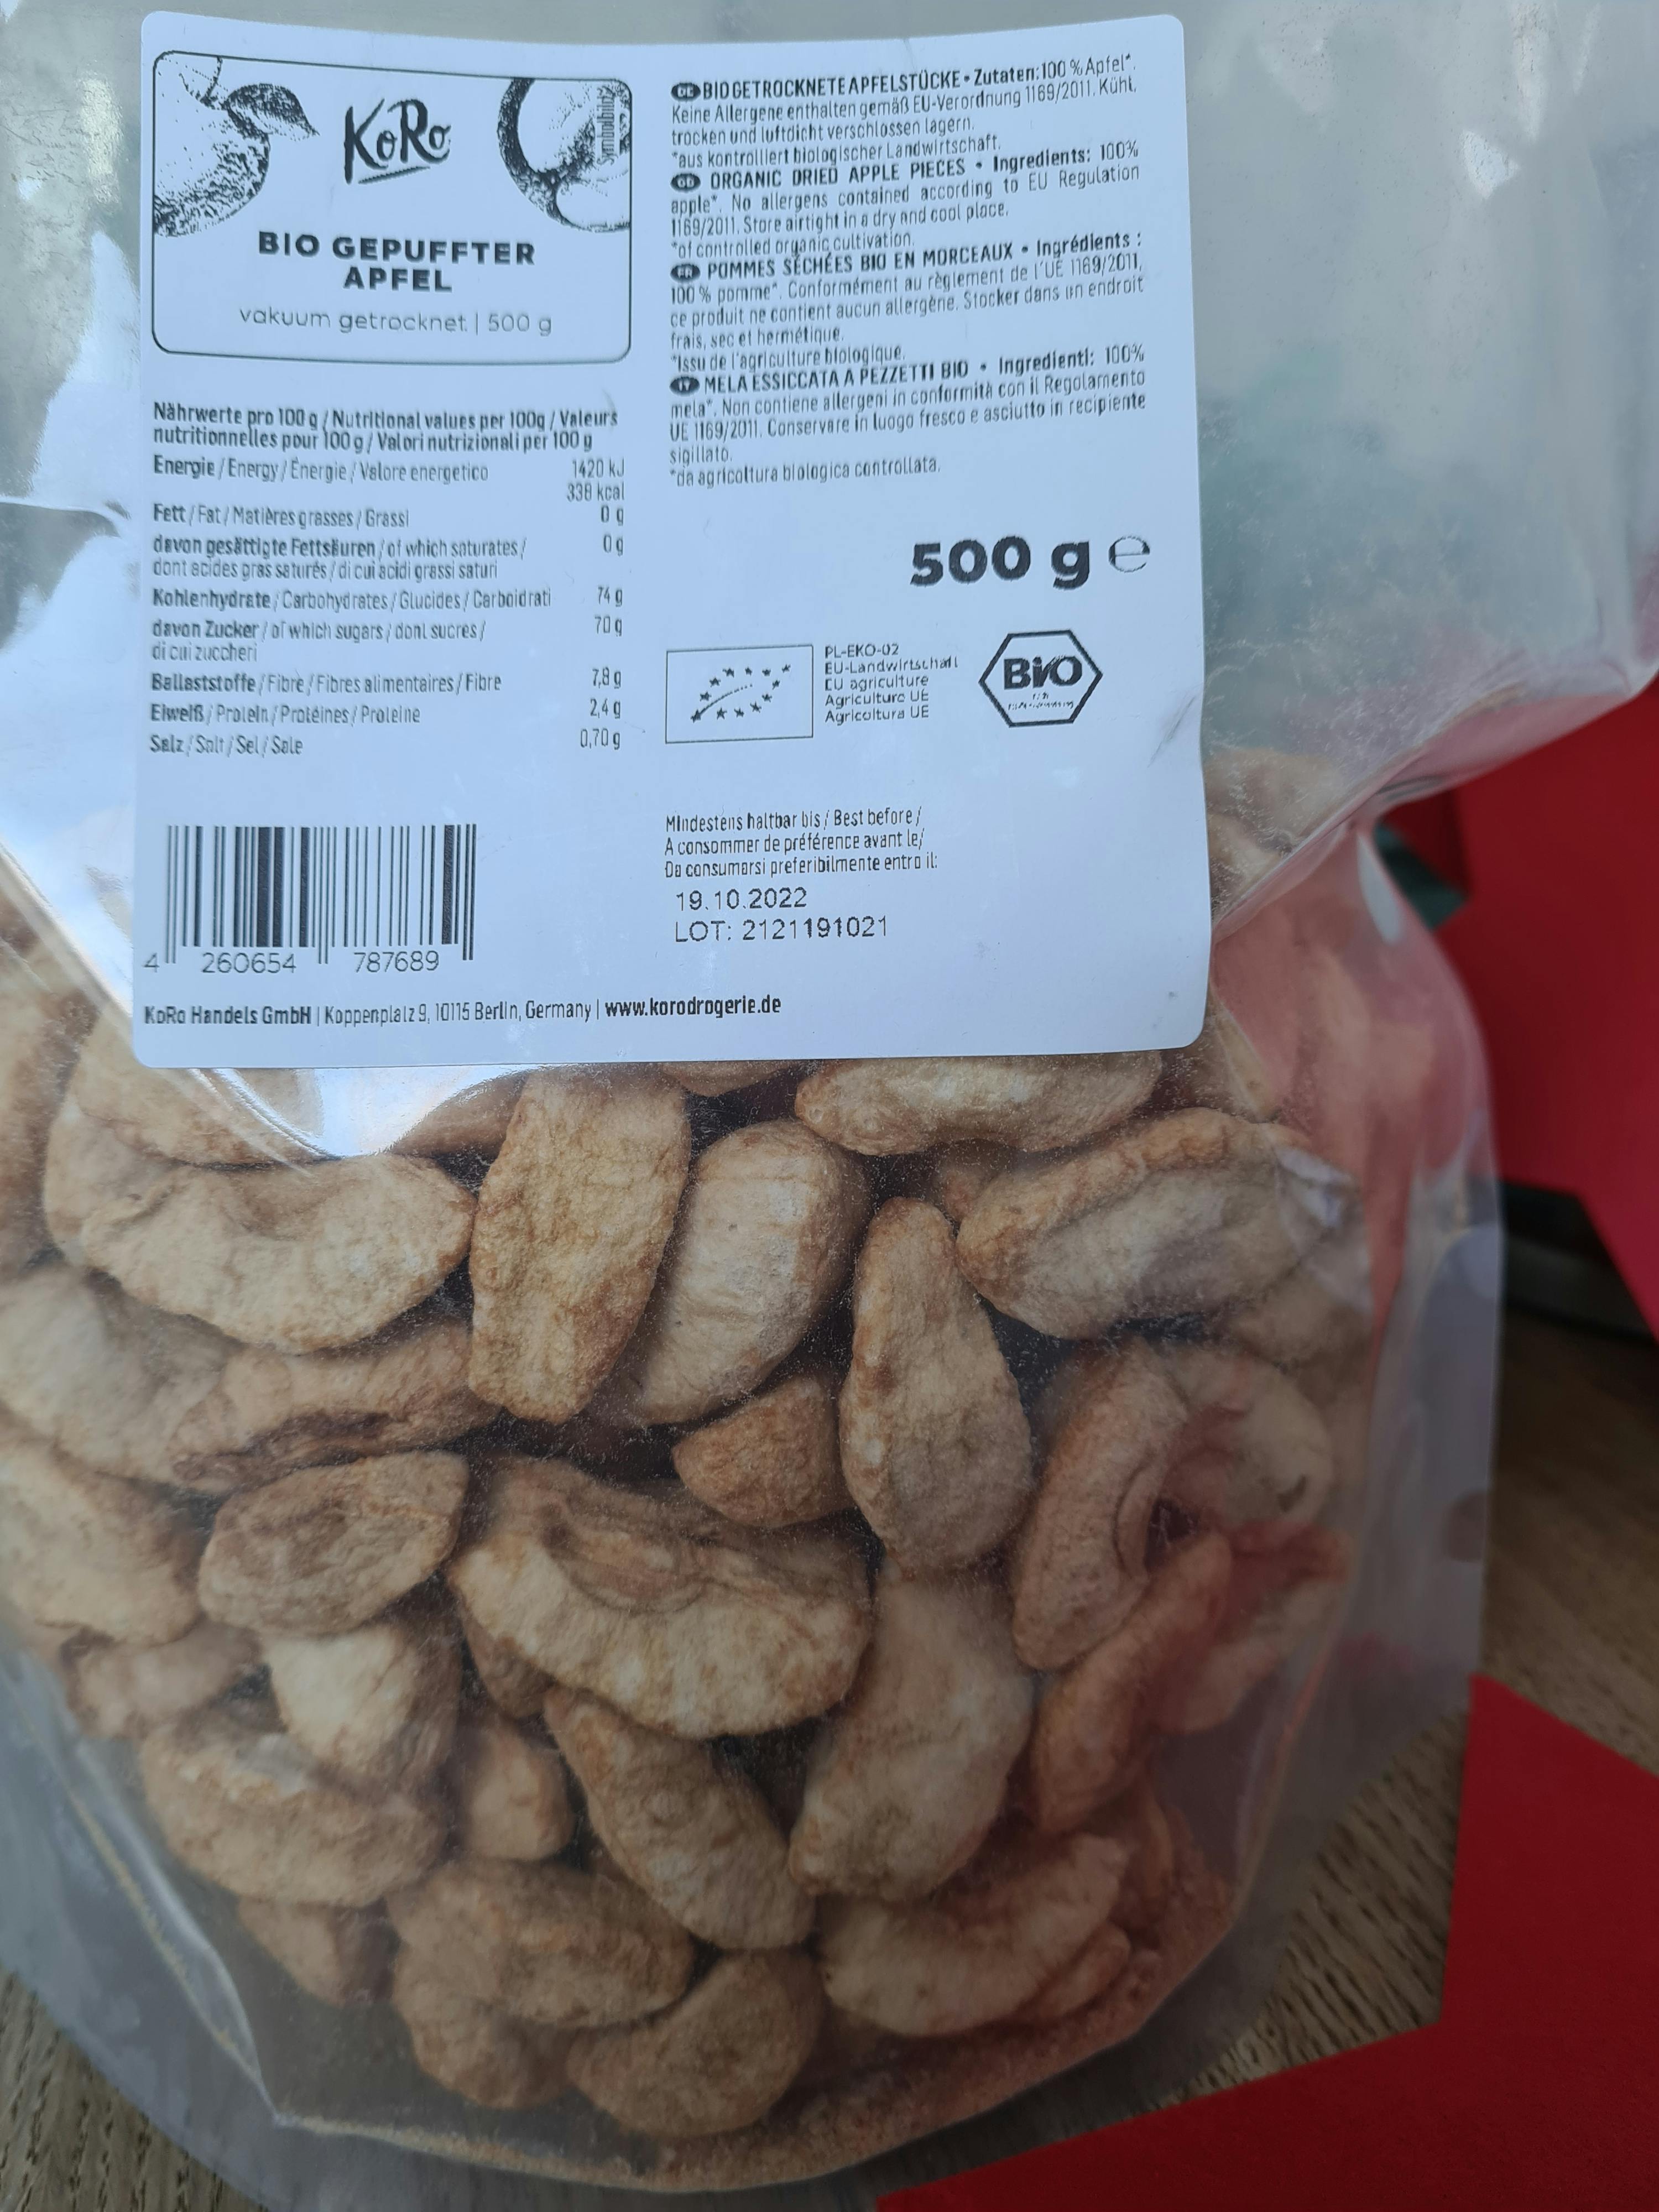 KoRo
Symbolbild
BIO GEPUFFTER
APFEL
vakuum getrocknet | 500 g
Nährwerte pro 100 g / Nutritional values per 100g / Valeurs
nutritionnelles pour 100 g / Valori nutrizionali per 100 g
Energie / Energy / Énergie / Valore energetico 1420 kJ
338 kcal
Fett / Fat / Matières grasses / Grassi 0 g
davon gesättigte Fettsäuren / of which saturates / 0 g
dont acides gras saturés / di cui acidi grassi saturi
Kohlenhydrate / Carbohydrates / Glucides / Carboidrati 74 g
davon Zucker / of which sugars / dont sucres / 70 g
di cui zuccheri
Ballaststoffe / Fibre / Fibres alimentaires / Fibre 7,8 g
Eiweiß / Protein / Protéines / Proteine 2,4 g
Salz / Salt / Sel / Sale 0,70 g
4 260654 787689
KoRo Handels GmbH | Koppenplatz 9, 10115 Berlin, Germany | www.korodrogerie.de
DE BIO GETROCKNETE APFELSTÜCKE • Zutaten: 100 % Apfel*.
Keine Allergene enthalten gemäß EU-Verordnung 1169/2011. Kühl,
trocken und luftdicht verschlossen lagern.
*aus kontrolliert biologischer Landwirtschaft.
GB ORGANIC DRIED APPLE PIECES • Ingredients: 100%
apple*. No allergens contained according to EU Regulation
1169/2011. Store airtight in a dry and cool place.
*of controlled organic cultivation.
FR POMMES SÉCHÉES BIO EN MORCEAUX • Ingrédients :
100 % pomme*. Conformément au règlement de l'UE 1169/2011,
ce produit ne contient aucun allergène. Stocker dans un endroit
frais, sec et hermétique.
*Issu de l'agriculture biologique.
IT MELA ESSICCATA A PEZZETTI BIO • Ingredienti: 100%
mela*. Non contiene allergeni in conformità con il Regolamento
UE 1169/2011. Conservare in luogo fresco e asciutto in recipiente
sigillato.
*da agricoltura biologica controllata.
500 g e
PL-EKO-02
EU-Landwirtschaft
EU agriculture
Agriculture UE
Agricoltura UE
Bio
Mindestens haltbar bis / Best before /
A consommer de préférence avant le/
Da consumarsi preferibilmente entro il:
19.10.2022
LOT: 2121191021